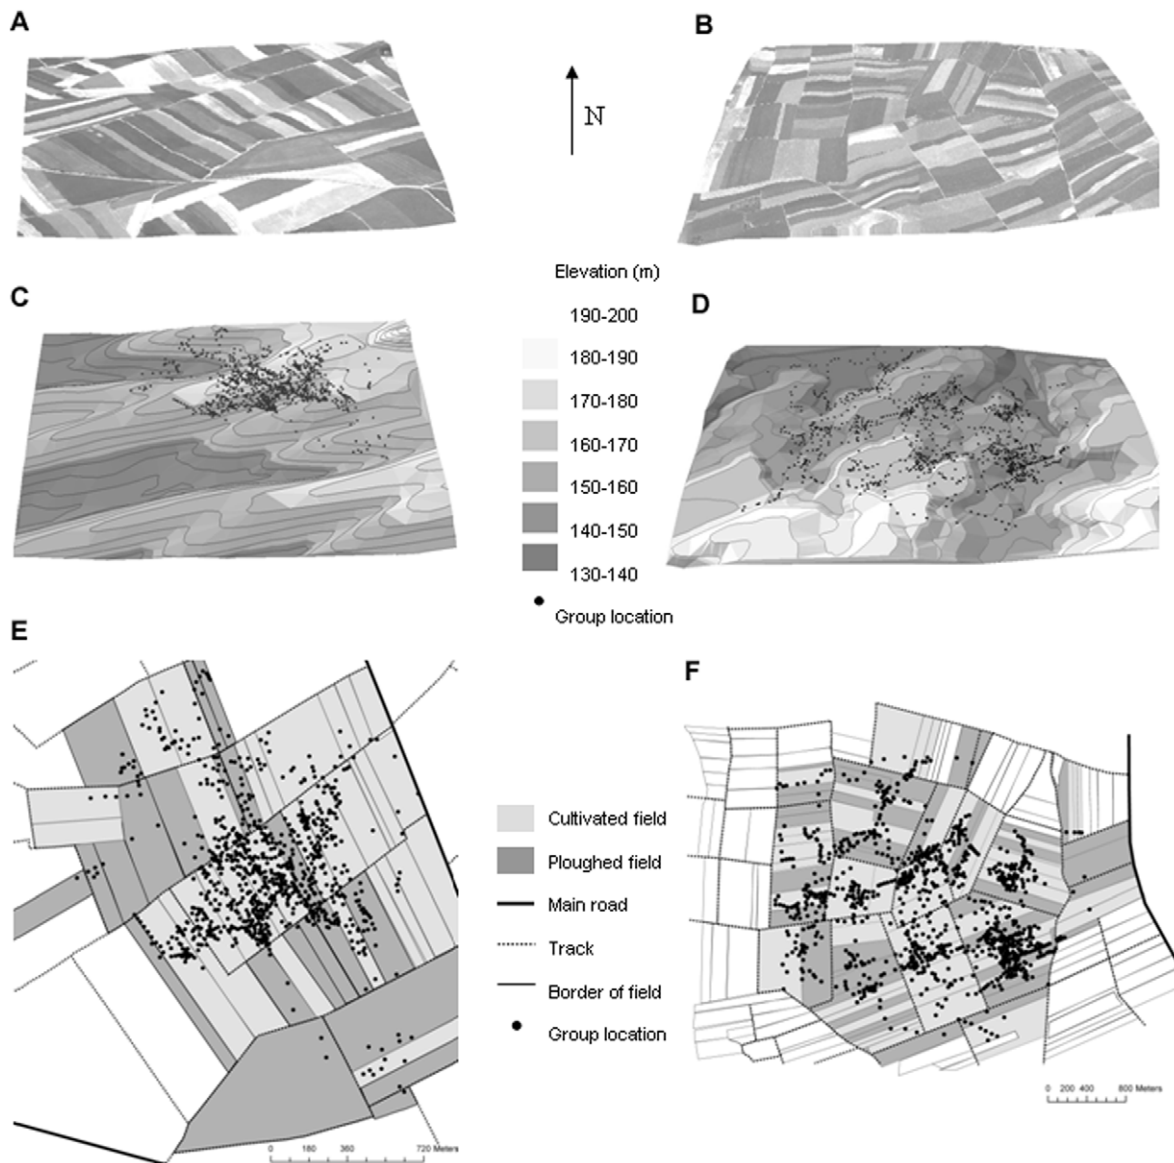 A
B
N
C
Elevation (m)
D
190-200
180-190
170-180
160-170
150-160
140-150
130-140
Group location
E
F
Cultivated field
Ploughed field
Main road
Track
Border of field
Group location
0 200 400 800 Meters
0 180 360 720 Meters